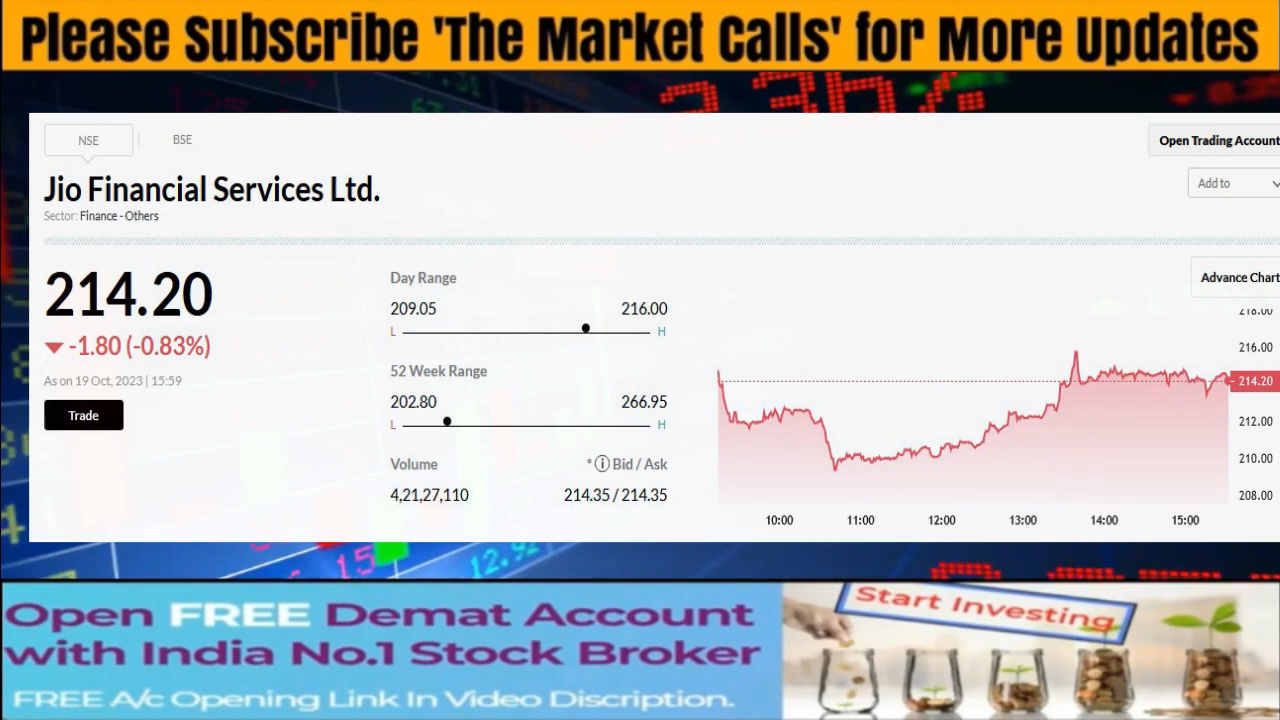 Please Subscribe 'The Market Calls' for More Updates
NSE
BSE
Open Trading Account
Jio Financial Services Ltd.
Add to
Sector: Finance - Others
214.20
-1.80 (-0.83%)
As on 19 Oct, 2023 | 15:59
Trade
Day Range
209.05 216.00
L H
52 Week Range
202.80 266.95
L H
Volume * i Bid / Ask
4,21,27,110 214.35 / 214.35
Advance Chart
218.00
216.00
214.20
212.00
210.00
208.00
10:00 11:00 12:00 13:00 14:00 15:00
15
12.92
Open FREE Demat Account
with India No.1 Stock Broker
FREE A/c Opening Link In Video Discription.
Start Investing